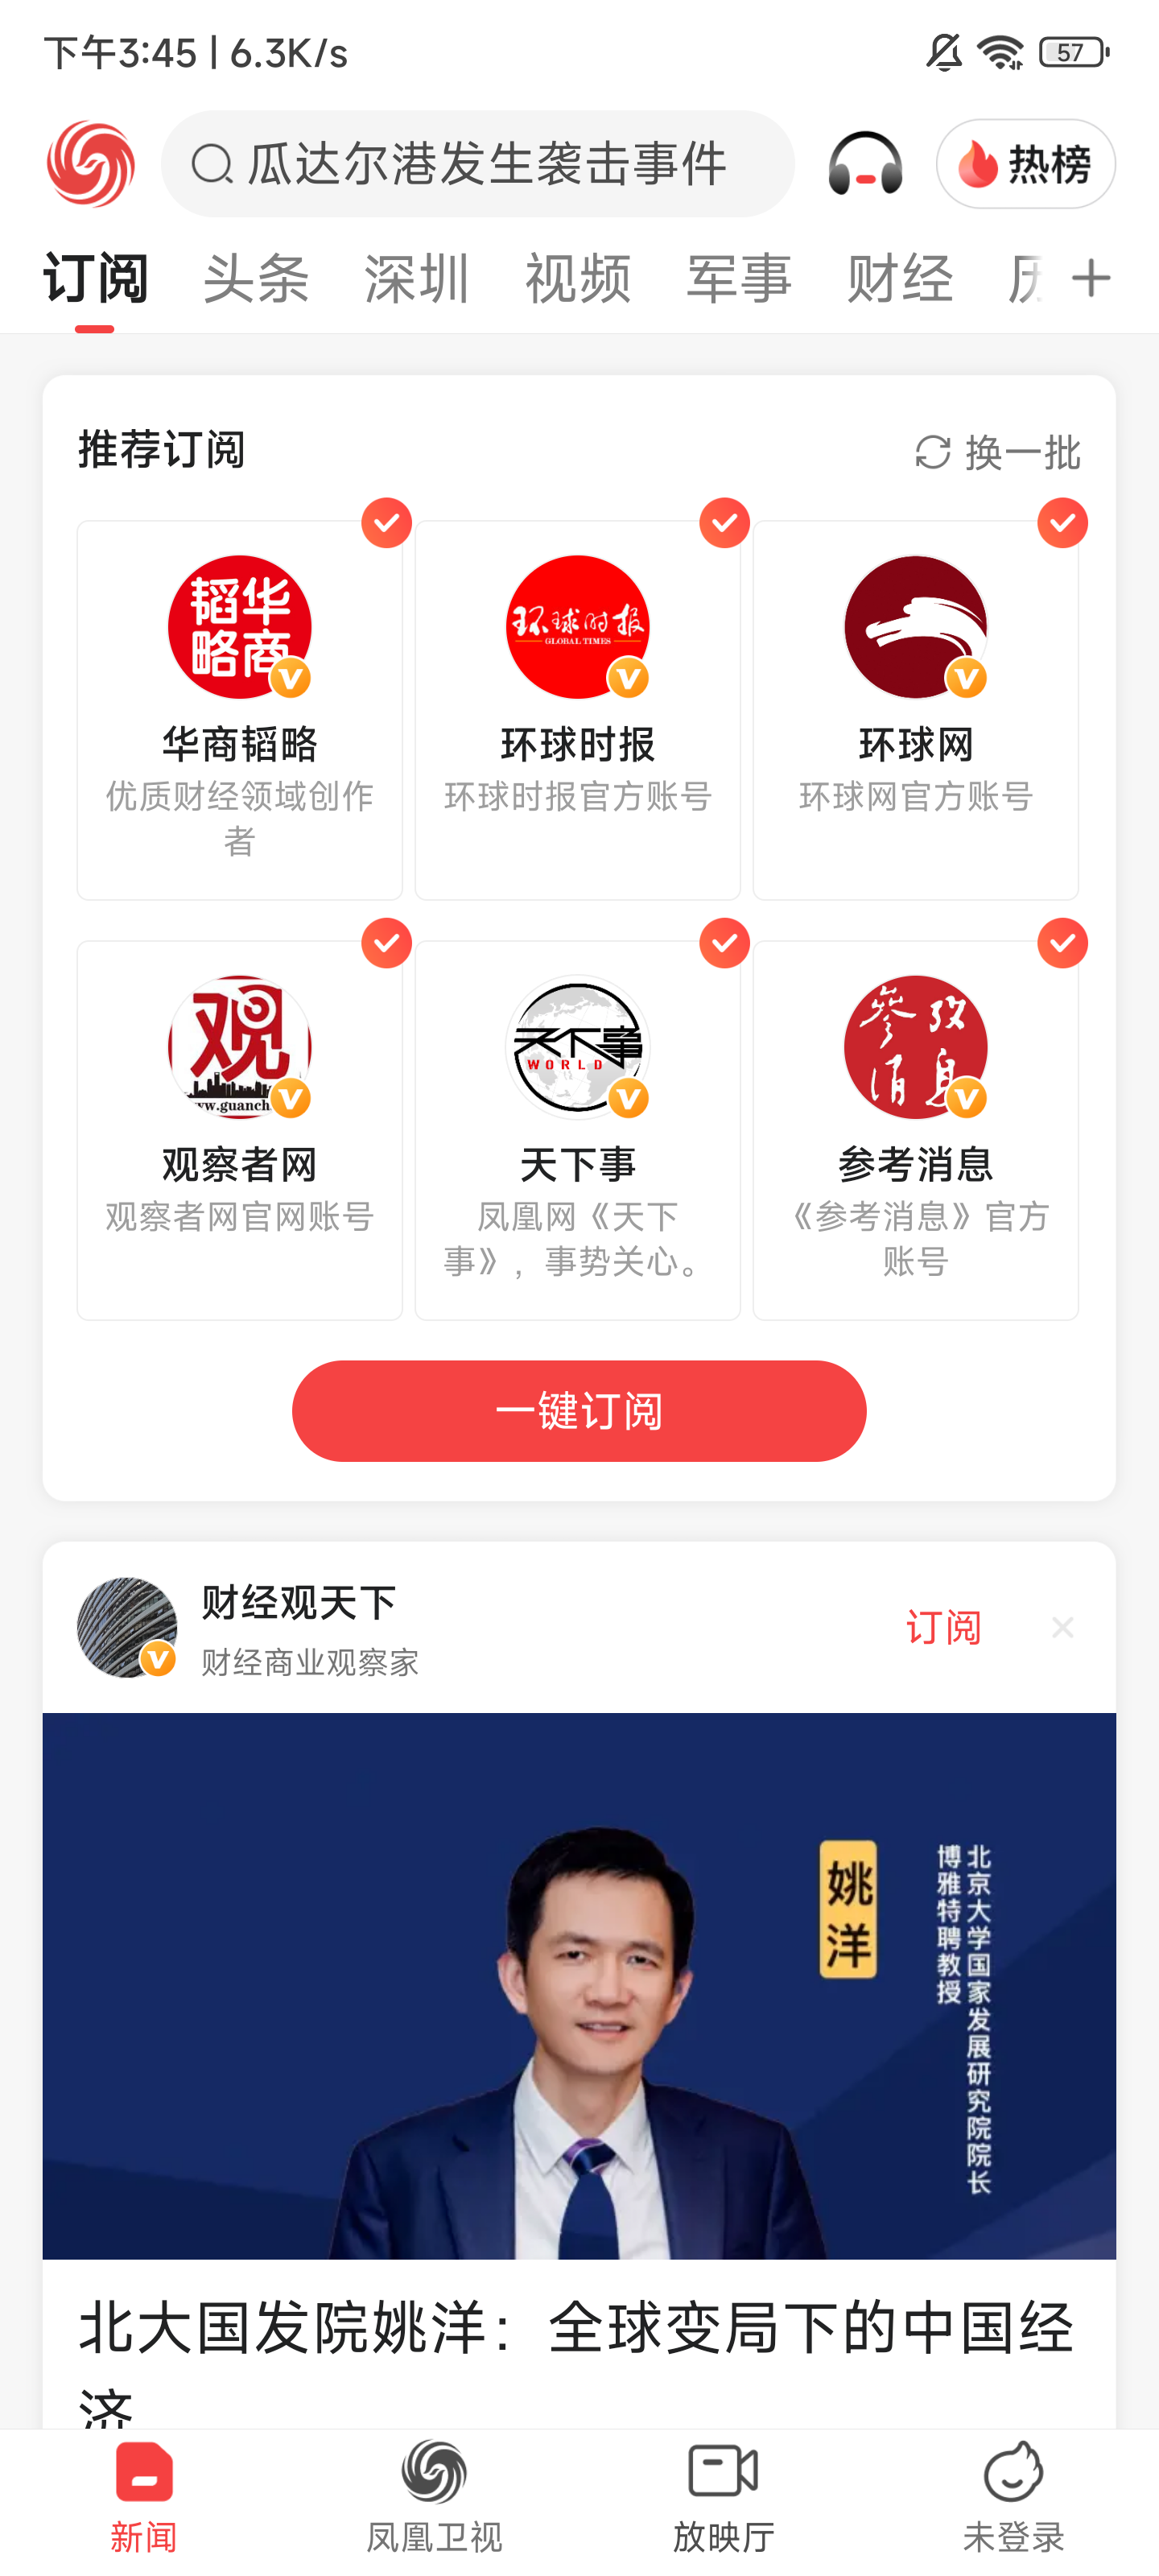 下午3:45 | 6.3K/s
57
瓜达尔港发生袭击事件
热榜
订阅 头条 深圳 视频 军事 财经
推荐订阅
换一批
韬华
略商
环球时报
GLOBAL TIMES
华商韬略
环球时报
环球网
优质财经领域创作
者
环球时报官方账号
环球网官方账号
观
www.guanch
天下事
WORLD
参考
消息
观察者网
天下事
参考消息
观察者网官网账号
凤凰网《天下
事》，事势关心。
《参考消息》官方
账号
一键订阅
财经观天下
财经商业观察家
订阅
姚洋
北京大学国家发展研究院院长
博雅特聘教授
北大国发院姚洋：全球变局下的中国经
济
新闻
凤凰卫视
放映厅
未登录